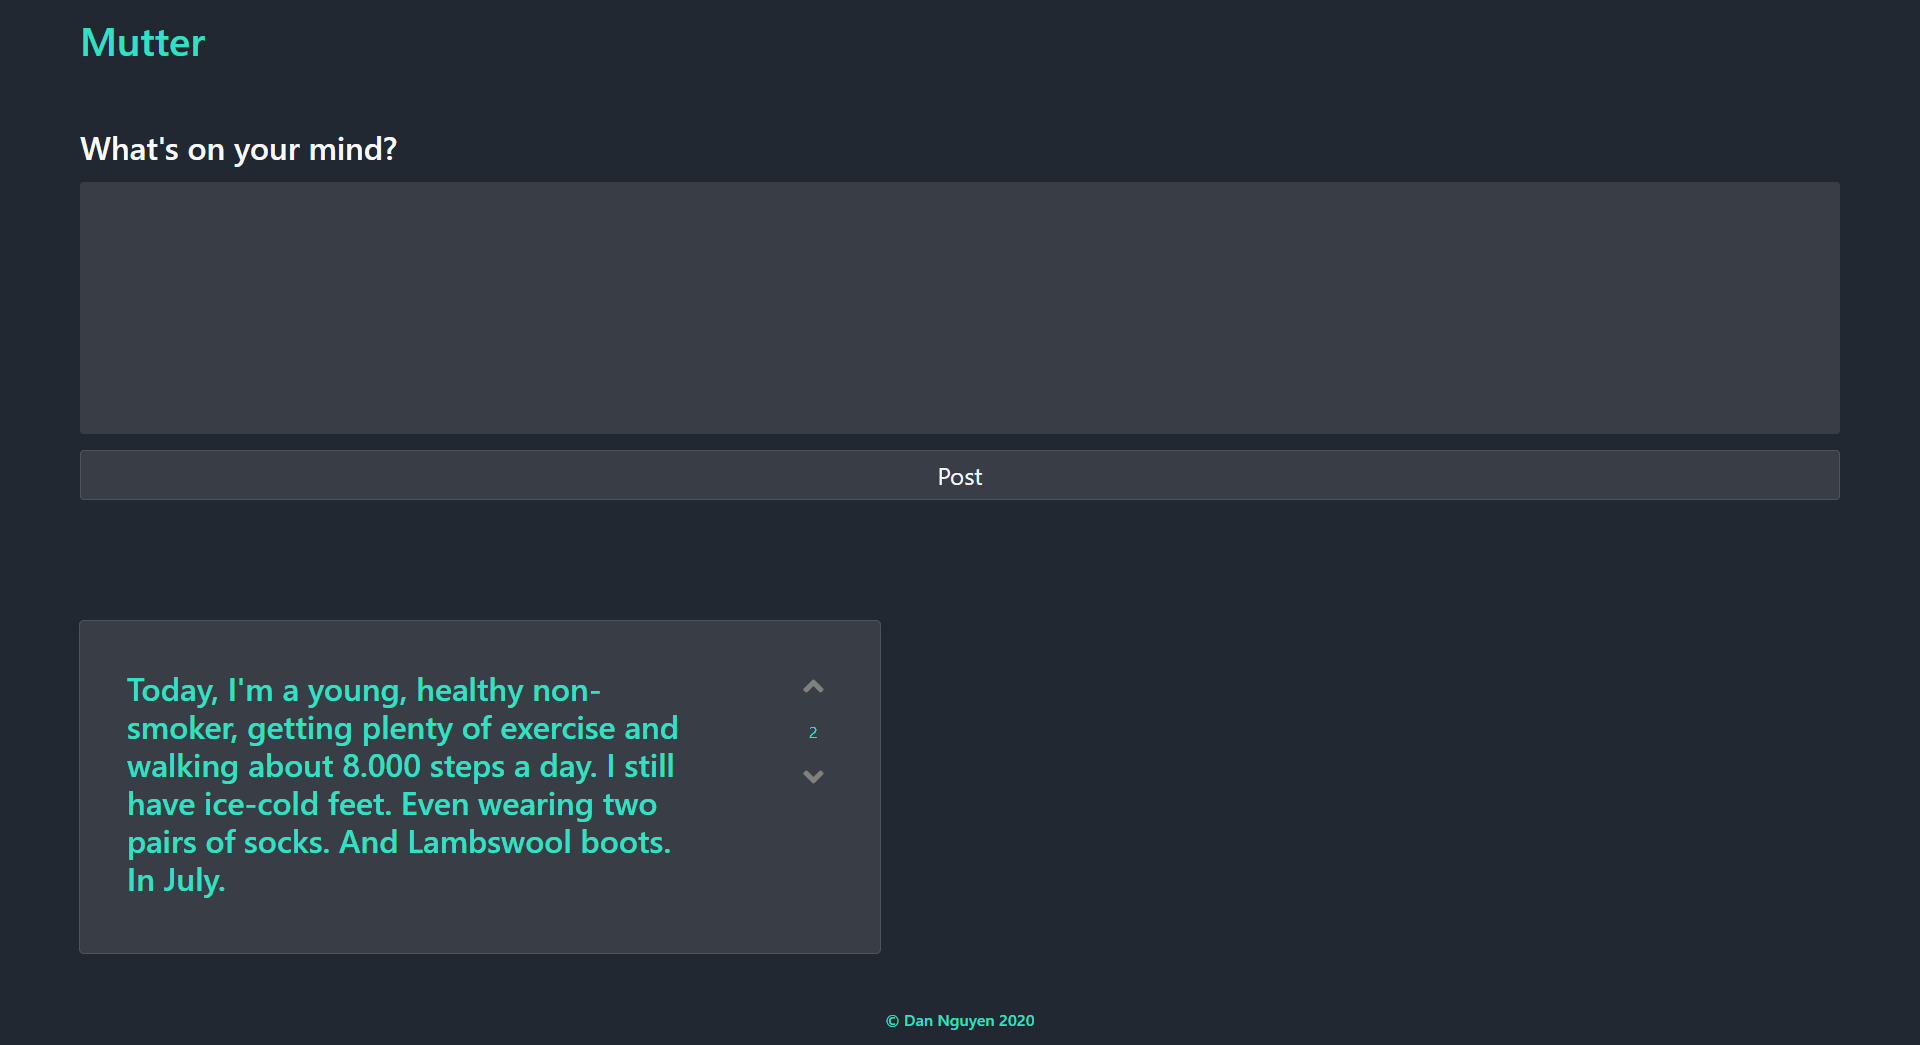 Mutter
What's on your mind?
Post
Today, I'm a young, healthy non-
smoker, getting plenty of exercise and
walking about 8.000 steps a day. I still
have ice-cold feet. Even wearing two
pairs of socks. And Lambswool boots.
In July.
2
© Dan Nguyen 2020